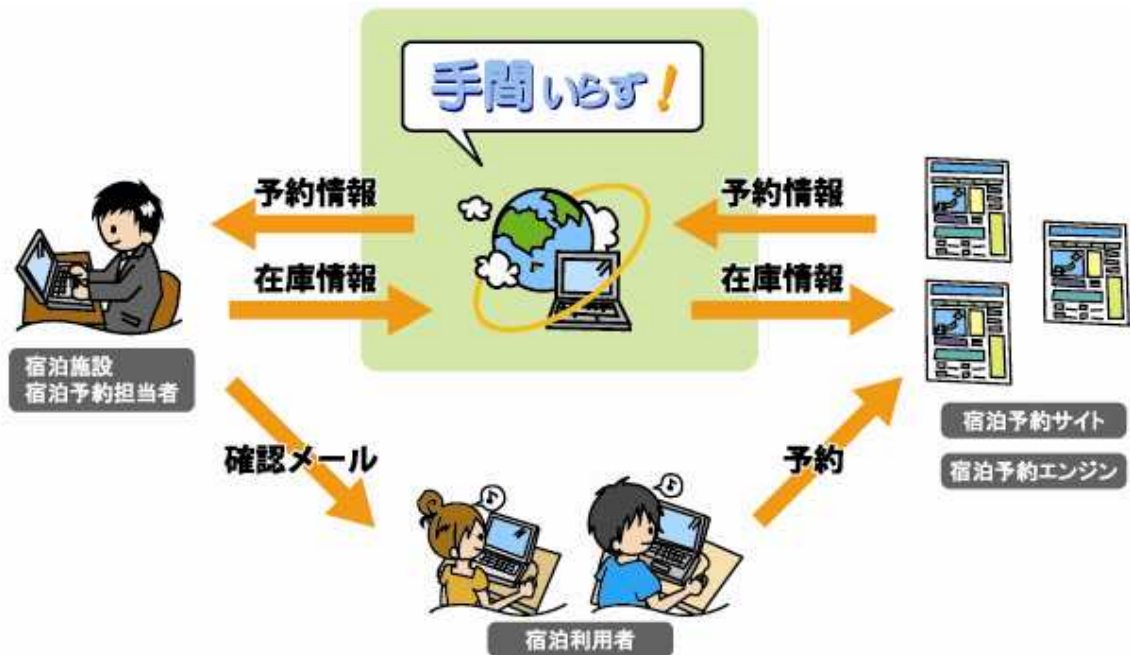 手間いらず!
予約情報
予約情報
在庫情報
在庫情報
宿泊施設
宿泊予約担当者
宿泊予約サイト
宿泊予約エンジン
確認メール
予約
宿泊利用者